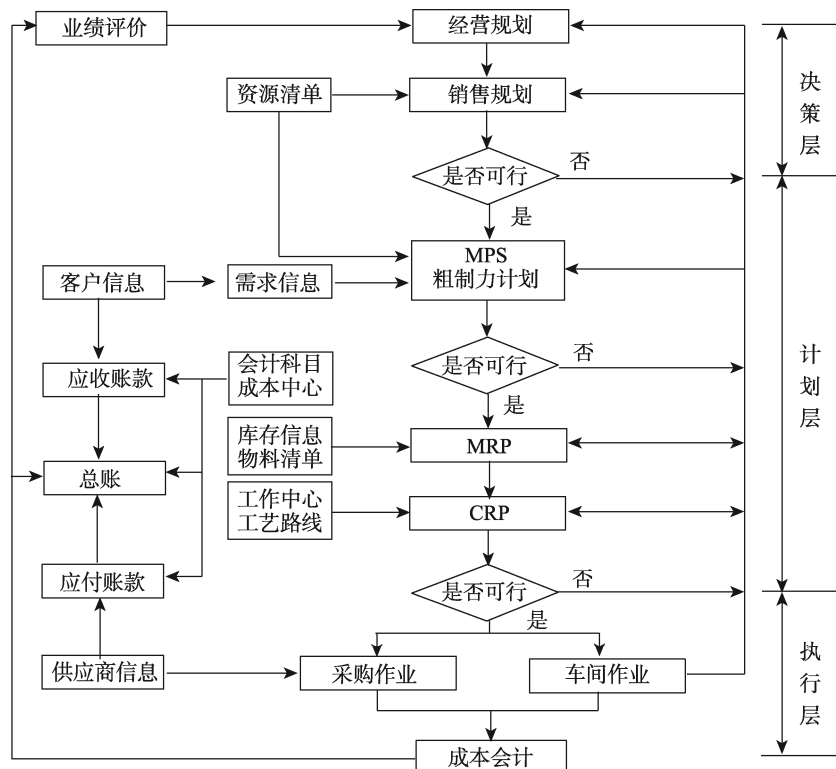 业绩评价
经营规划
资源清单
销售规划
决策层
是否可行
否
是
MPS
粗制力计划
客户信息
需求信息
是否可行
否
计划层
会计科目
成本中心
应收账款
是
库存信息
物料清单
MRP
总账
工作中心
工艺路线
CRP
应付账款
是否可行
否
是
供应商信息
采购作业
车间作业
执行层
成本会计